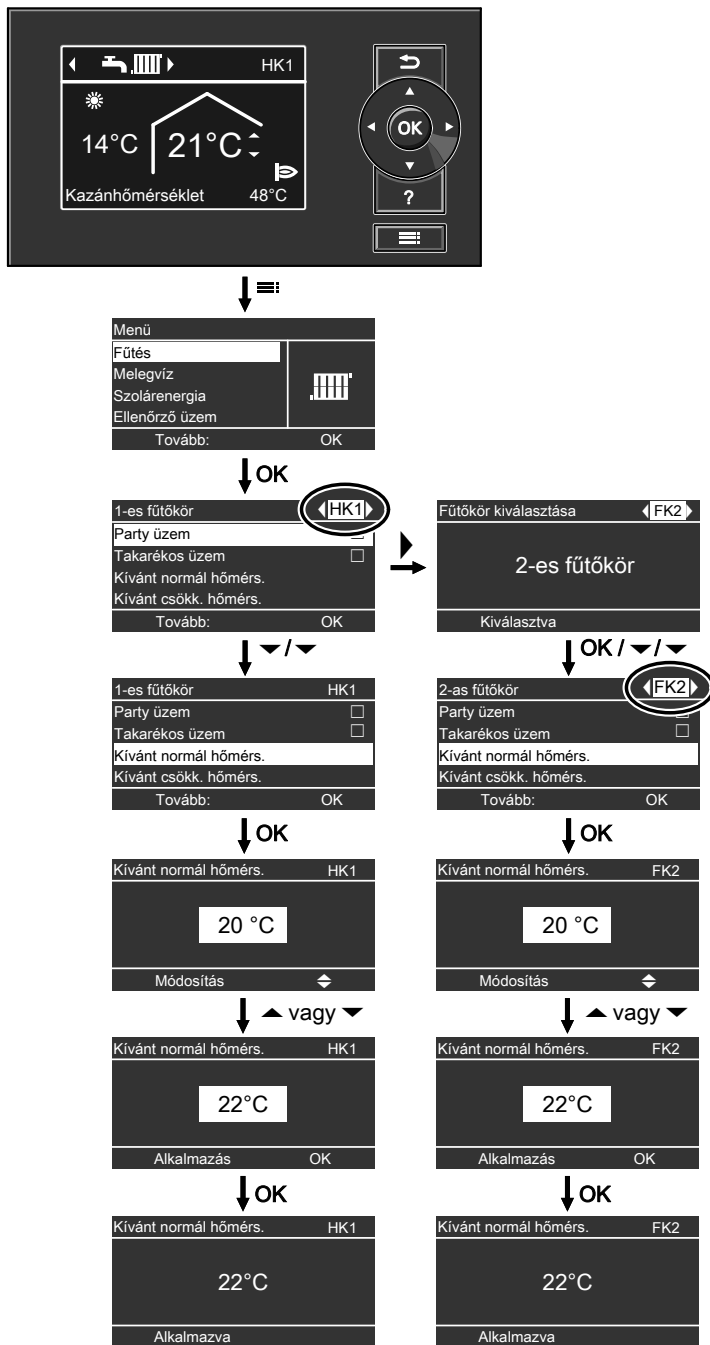 HK1
14°C 21°C
Kazánhőmérséklet 48°C
OK
?
Menü
Fűtés
Melegvíz
Szolárenergia
Ellenőrző üzem
Tovább: OK
OK
1-es fűtőkör HK1
Party üzem
Takarékos üzem
Kívánt normál hőmérs.
Kívánt csökk. hőmérs.
Tovább: OK
Fűtőkör kiválasztása FK2
2-es fűtőkör
Kiválasztva
/
OK / /
1-es fűtőkör HK1
Party üzem
Takarékos üzem
Kívánt normál hőmérs.
Kívánt csökk. hőmérs.
Tovább: OK
2-as fűtőkör FK2
Party üzem
Takarékos üzem
Kívánt normál hőmérs.
Kívánt csökk. hőmérs.
Tovább: OK
OK
OK
Kívánt normál hőmérs. HK1
20 °C
Módosítás
Kívánt normál hőmérs. FK2
20 °C
Módosítás
vagy
vagy
Kívánt normál hőmérs. HK1
22°C
Alkalmazás OK
Kívánt normál hőmérs. FK2
22°C
Alkalmazás OK
OK
OK
Kívánt normál hőmérs. HK1
22°C
Alkalmazva
Kívánt normál hőmérs. FK2
22°C
Alkalmazva